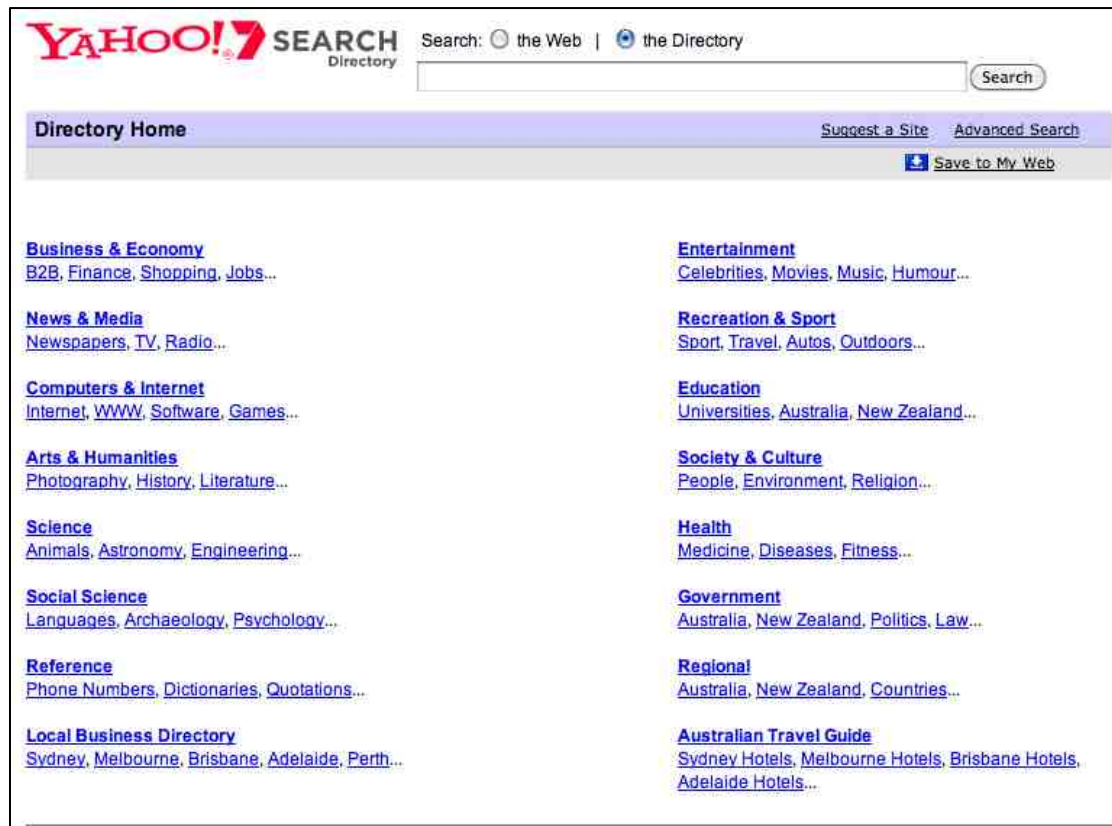 YAHOO!7 SEARCH Directory
Search: the Web | the Directory
Search
Directory Home
Suggest a Site Advanced Search
Save to My Web
Business & Economy
B2B, Finance, Shopping, Jobs...
News & Media
Newspapers, TV, Radio...
Computers & Internet
Internet, WWW, Software, Games...
Arts & Humanities
Photography, History, Literature...
Science
Animals, Astronomy, Engineering...
Social Science
Languages, Archaeology, Psychology...
Reference
Phone Numbers, Dictionaries, Quotations...
Local Business Directory
Sydney, Melbourne, Brisbane, Adelaide, Perth...
Entertainment
Celebrities, Movies, Music, Humour...
Recreation & Sport
Sport, Travel, Autos, Outdoors...
Education
Universities, Australia, New Zealand...
Society & Culture
People, Environment, Religion...
Health
Medicine, Diseases, Fitness...
Government
Australia, New Zealand, Politics, Law...
Regional
Australia, New Zealand, Countries...
Australian Travel Guide
Sydney Hotels, Melbourne Hotels, Brisbane Hotels,
Adelaide Hotels...